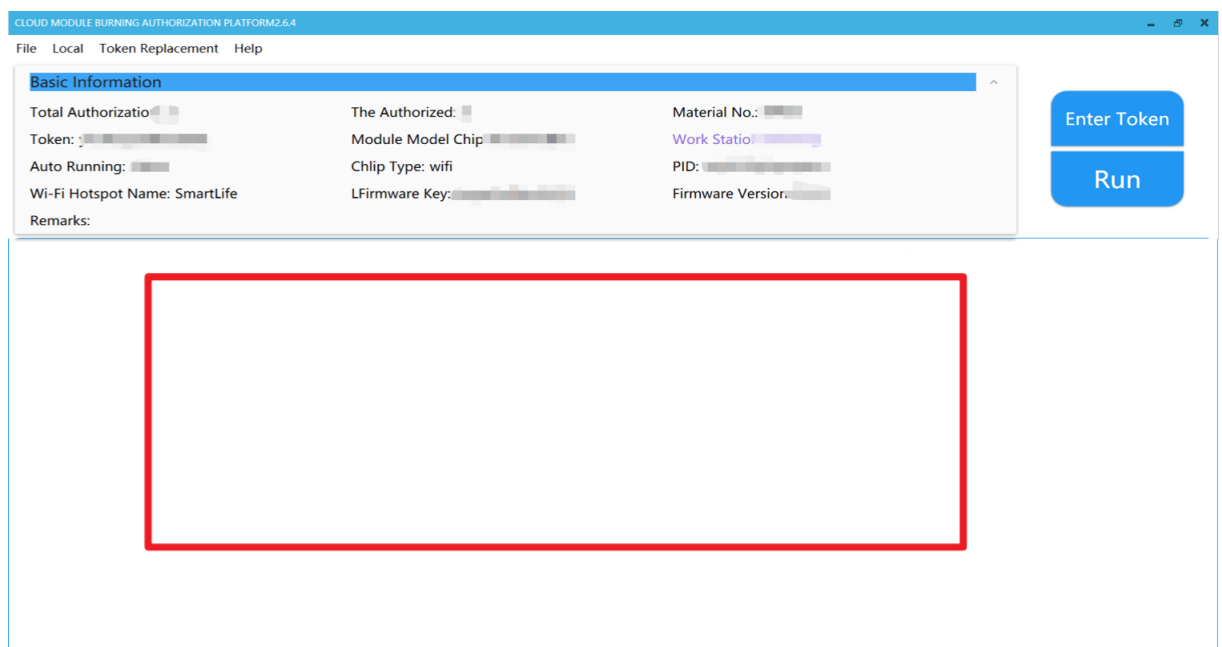 CLOUD MODULE BURNING AUTHORIZATION PLATFORM2.6.4
File Local Token Replacement Help
Basic Information
Total Authorizatio
The Authorized:
Material No.:
Token:
Module Model Chip
Work Statio
Auto Running:
Chlip Type: wifi
PID:
Wi-Fi Hotspot Name: SmartLife
LFirmware Key:
Firmware Version
Remarks:
Enter Token
Run